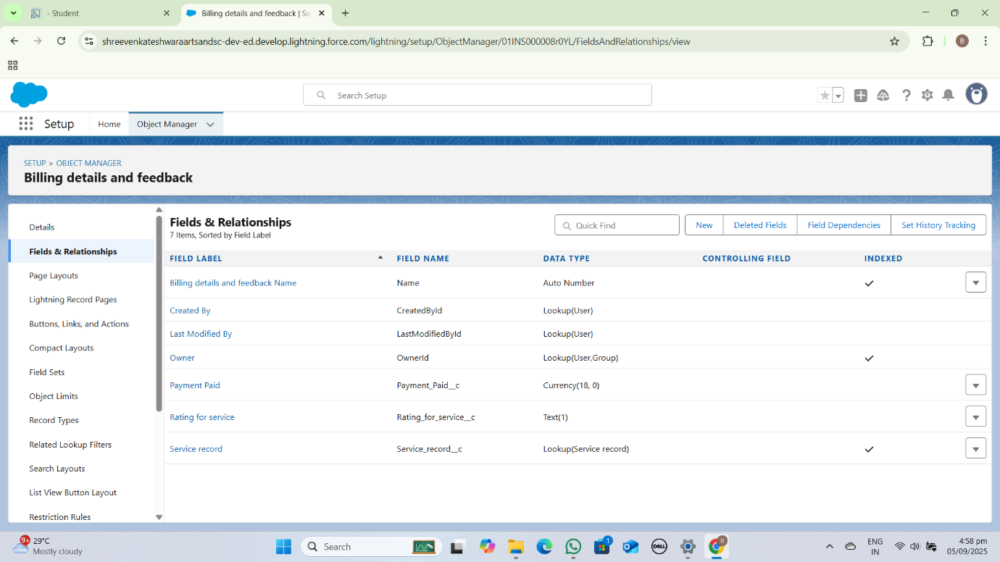 - Student
Billing details and feedback | Sa
shreevenkateshwaraartsandsc-dev-ed.develop.lightning.force.com/lightning/setup/ObjectManager/01INS000008r0YL/FieldsAndRelationships/view
B
Search Setup
Setup
Home
Object Manager
SETUP > OBJECT MANAGER
Billing details and feedback
Details
Fields & Relationships
Page Layouts
Lightning Record Pages
Buttons, Links, and Actions
Compact Layouts
Field Sets
Object Limits
Record Types
Related Lookup Filters
Search Layouts
List View Button Layout
Restriction Rules
Fields & Relationships
7 Items, Sorted by Field Label
Quick Find
New
Deleted Fields
Field Dependencies
Set History Tracking
FIELD LABEL FIELD NAME DATA TYPE CONTROLLING FIELD INDEXED
Billing details and feedback Name Name Auto Number
Created By CreatedById Lookup(User)
Last Modified By LastModifiedById Lookup(User)
Owner OwnerId Lookup(User,Group)
Payment Paid Payment_Paid__c Currency(18, 0)
Rating for service Rating_for_service__c Text(1)
Service record Service_record__c Lookup(Service record)
9+
29°C
Mostly cloudy
Search
1
DELL
B
ENG
IN
4:58 pm
05/09/2025